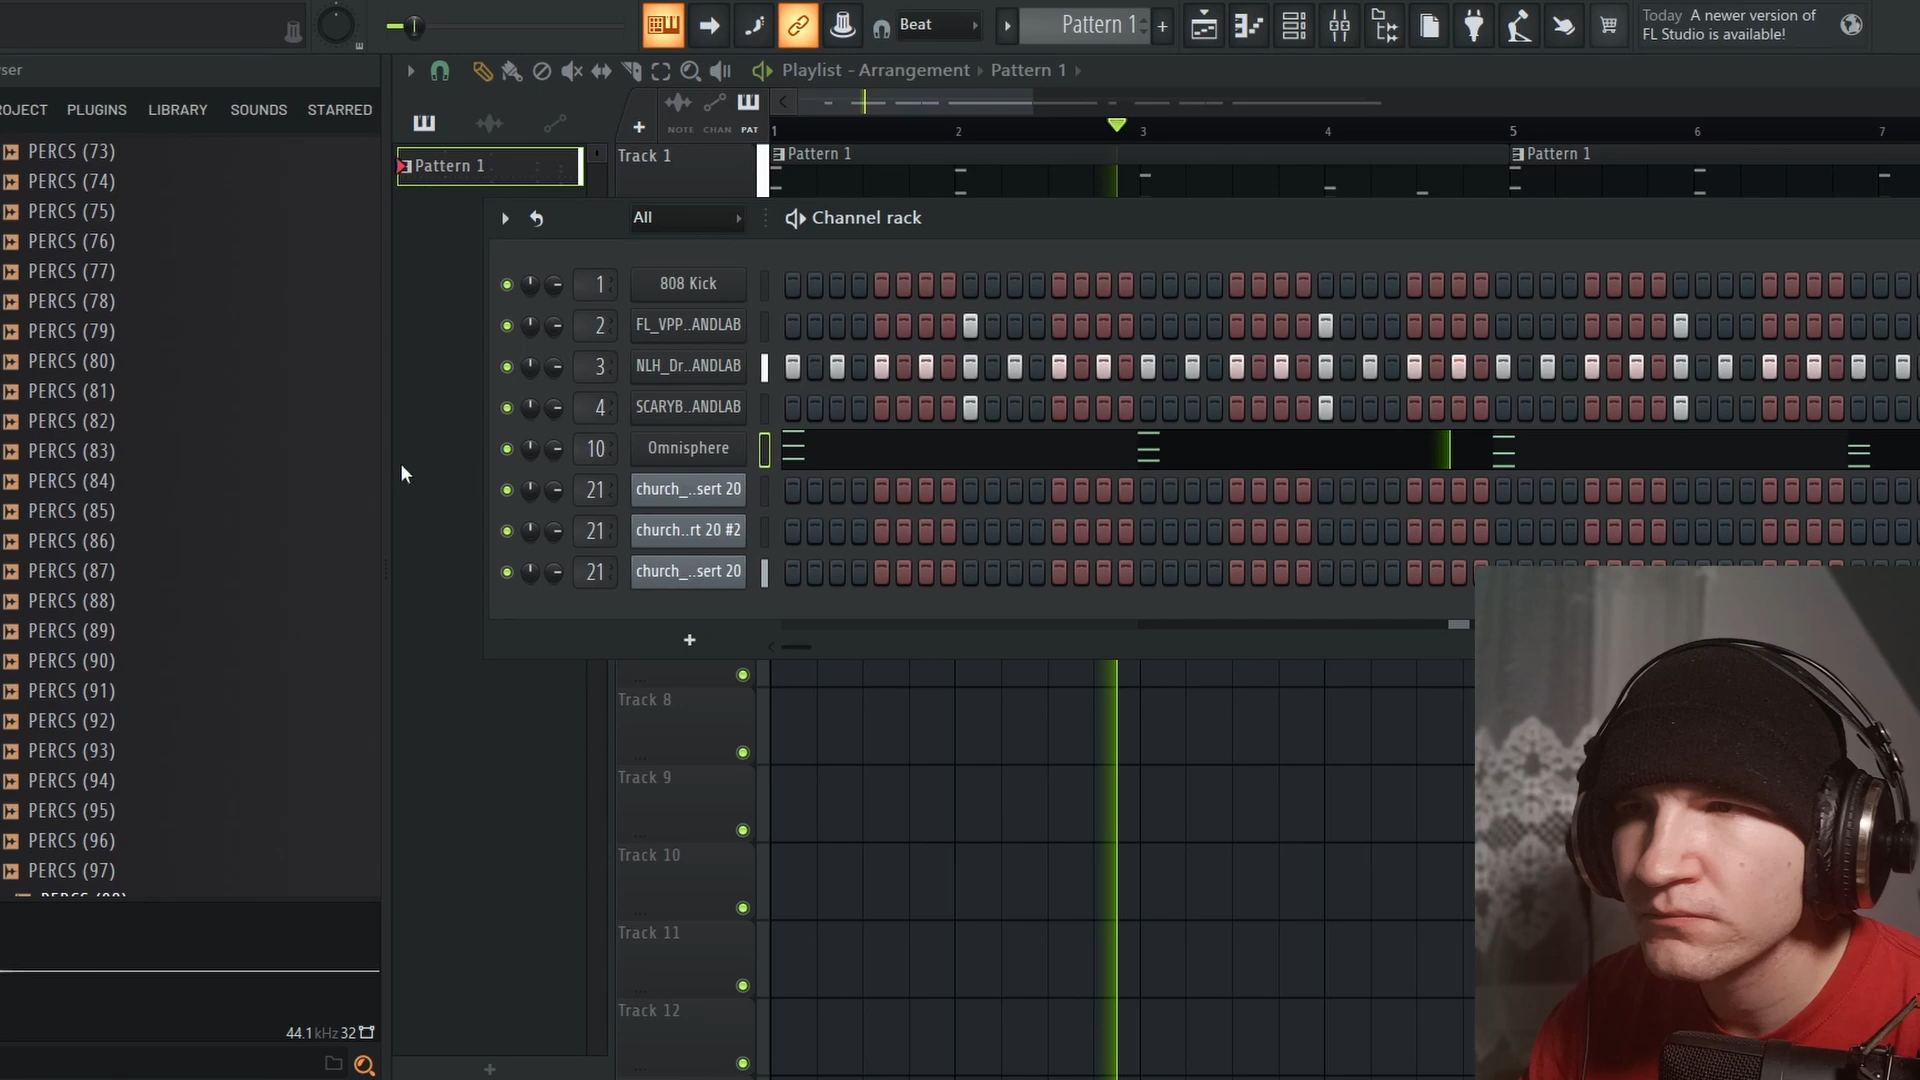 Beat
Pattern 1
Today A newer version of
FL Studio is available!
ser
Playlist - Arrangement
Pattern 1
OJECT
PLUGINS
LIBRARY
SOUNDS
STARRED
NOTE
CHAN
PAT
1
2
3
4
5
6
7
Pattern 1
Track 1
Pattern 1
Pattern 1
All
Channel rack
1
808 Kick
2
FL_VPP..ANDLAB
3
NLH_Dr..ANDLAB
4
SCARYB..ANDLAB
10
Omnisphere
21
church_..sert 20
21
church..rt 20 #2
21
church_..sert 20
PERCS (73)
PERCS (74)
PERCS (75)
PERCS (76)
PERCS (77)
PERCS (78)
PERCS (79)
PERCS (80)
PERCS (81)
PERCS (82)
PERCS (83)
PERCS (84)
PERCS (85)
PERCS (86)
PERCS (87)
PERCS (88)
PERCS (89)
PERCS (90)
PERCS (91)
PERCS (92)
PERCS (93)
PERCS (94)
PERCS (95)
PERCS (96)
PERCS (97)
Track 8
Track 9
Track 10
Track 11
Track 12
44.1kHz 32